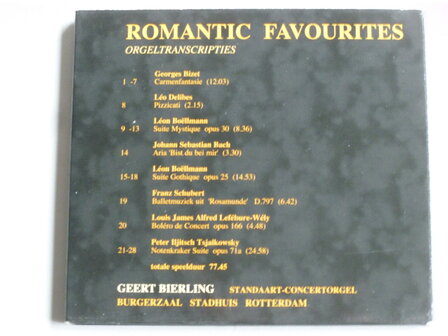 ROMANTIC FAVOURITES
ORGELTRANSCRIPTIES
Georges Bizet
1 -7 Carmenfantasie (12.03)
Léo Delibes
8 Pizzicati (2.15)
Léon Boëllmann
9 -13 Suite Mystique opus 30 (8.36)
Johann Sebastian Bach
14 Aria 'Bist du bei mir' (3.30)
Léon Boëllmann
15-18 Suite Gothique opus 25 (14.53)
Franz Schubert
19 Balletmuziek uit 'Rosamunde' D.797 (6.42)
Louis James Alfred Lefébure-Wély
20 Boléro de Concert opus 166 (4.48)
Peter Iljitsch Tsjaikowsky
21-28 Notenkraker Suite opus 71a (24.58)
totale speelduur 77.45
GEERT BIERLING STANDAART-CONCERTORGEL
BURGERZAAL STADHUIS ROTTERDAM